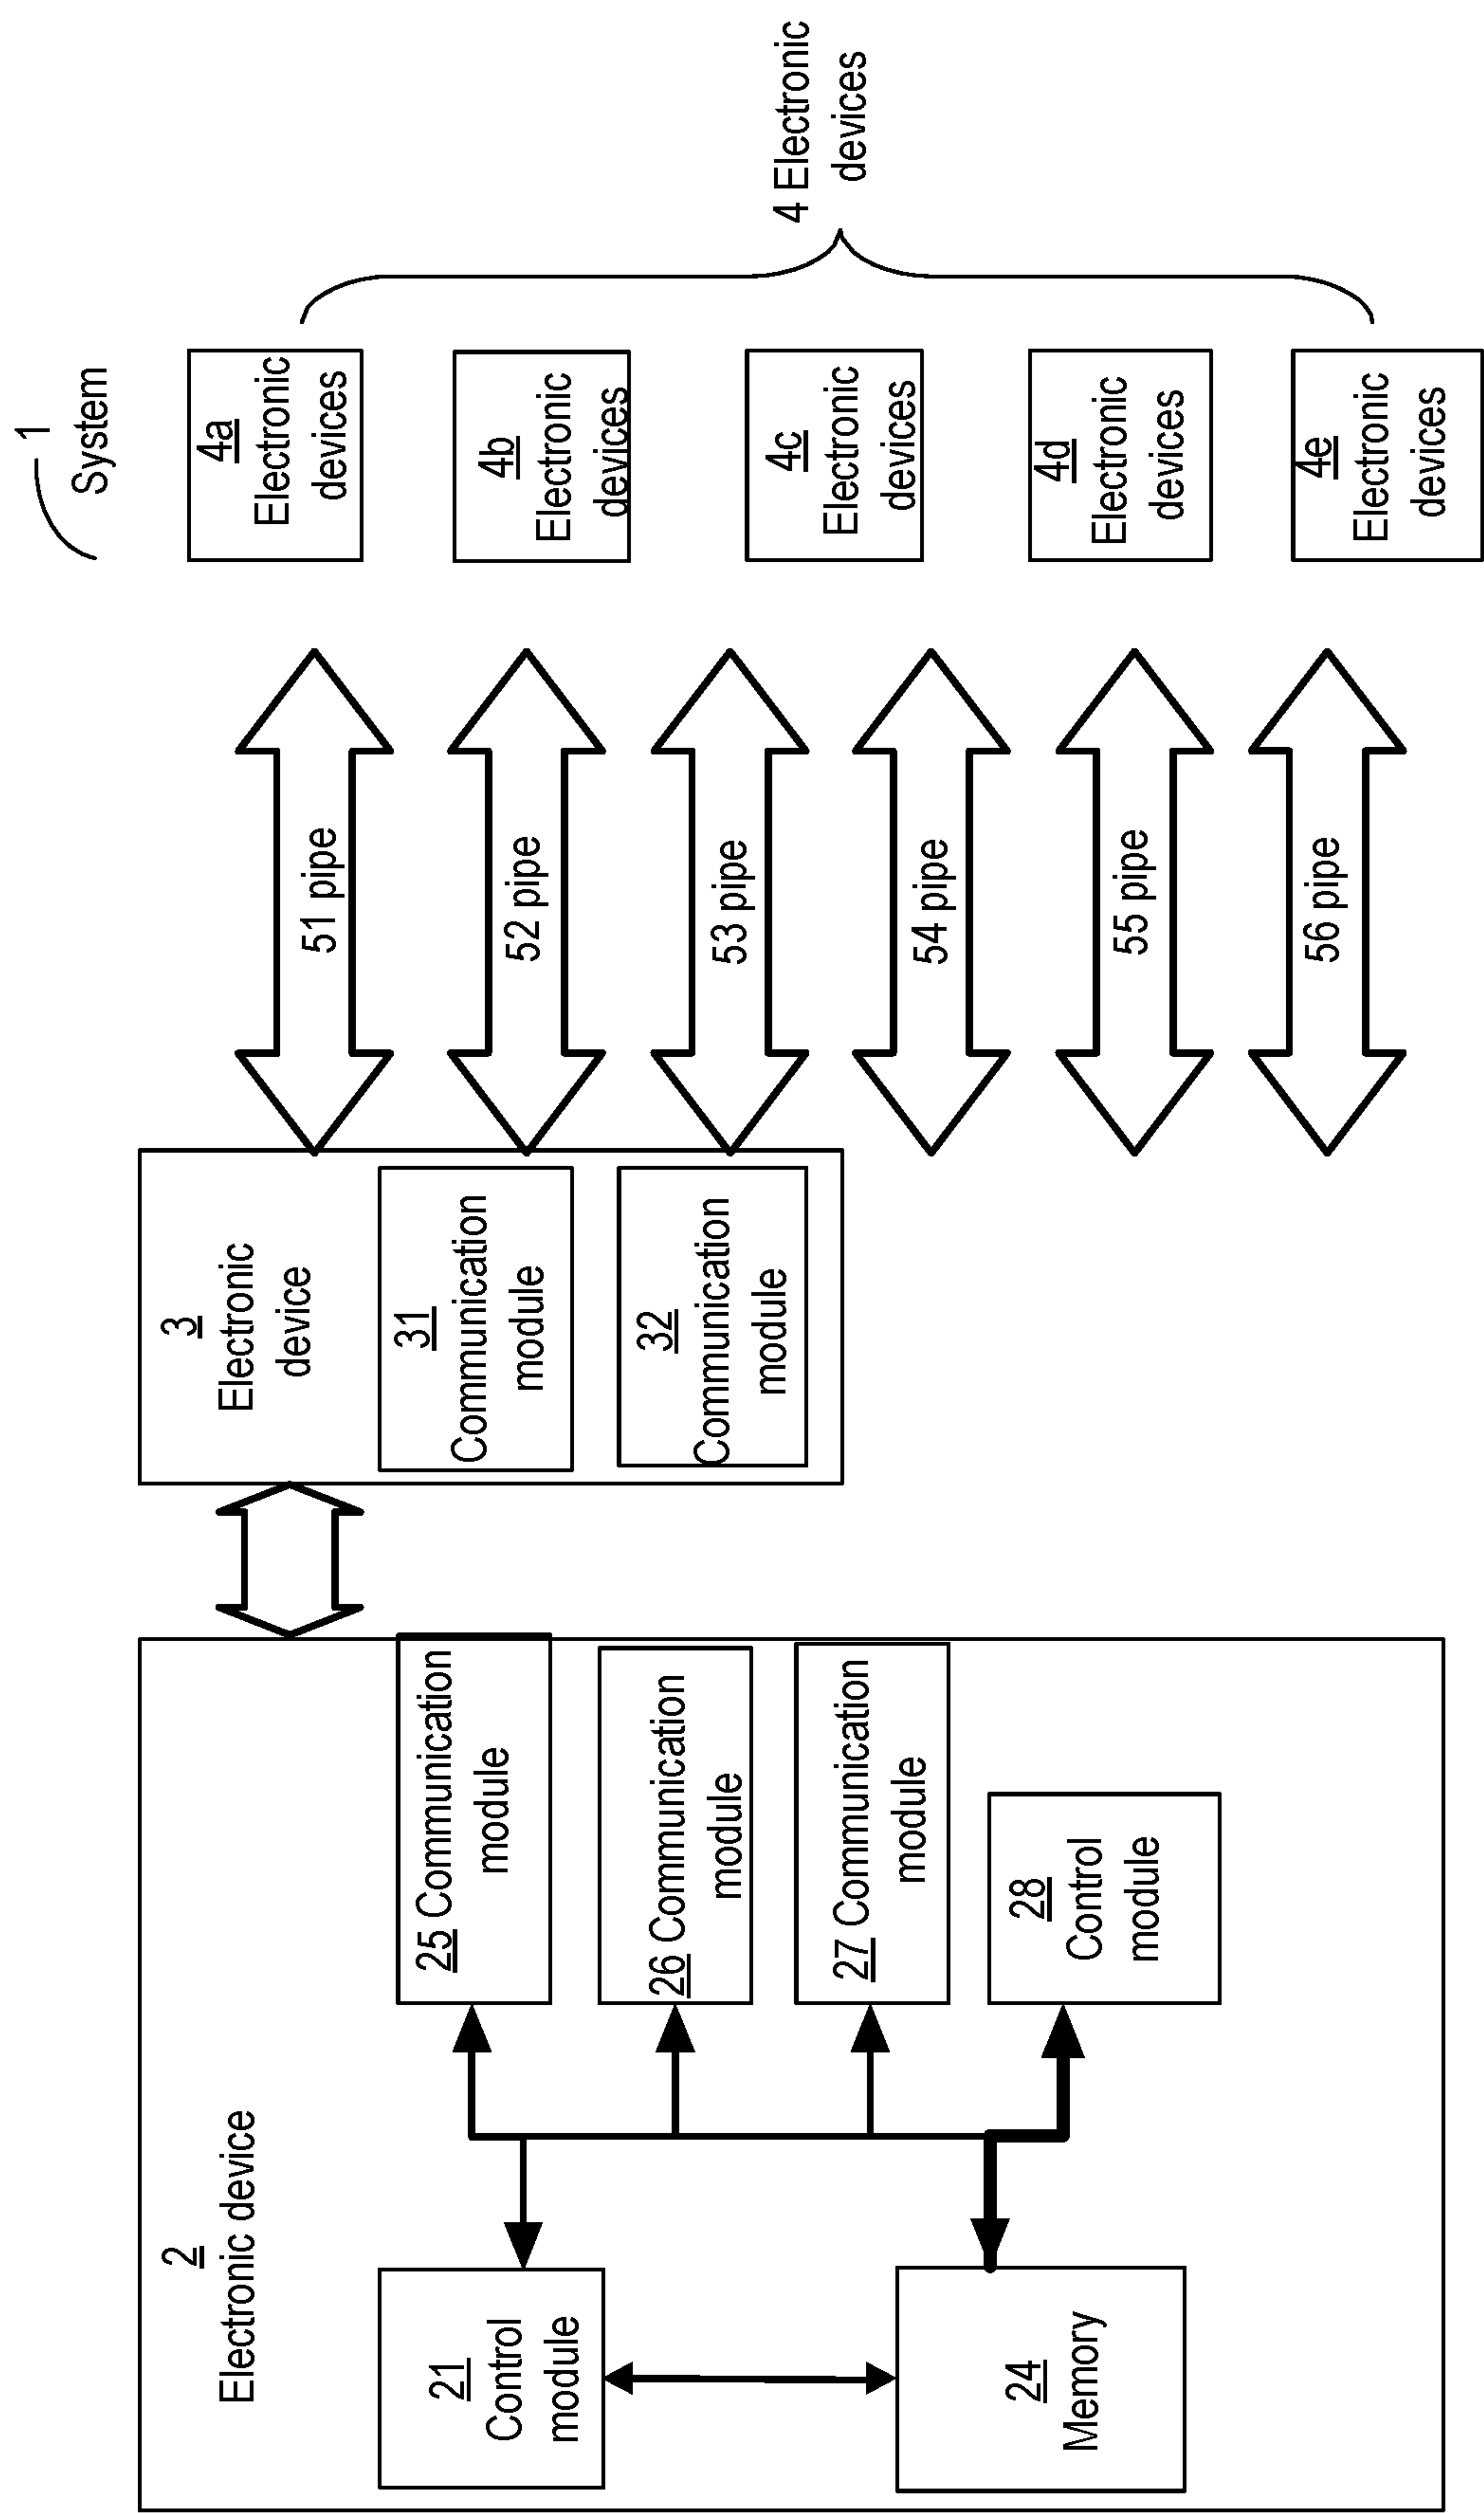 1
System
2
Electronic device
21
Control
module
24
Memory
25 Communication
module
26 Communication
module
27 Communication
module
28
Control
module
3
Electronic
device
31
Communication
module
32
Communication
module
51 pipe
52 pipe
53 pipe
54 pipe
55 pipe
56 pipe
4a
Electronic
devices
4b
Electronic
devices
4c
Electronic
devices
4d
Electronic
devices
4e
Electronic
devices
4 Electronic
devices